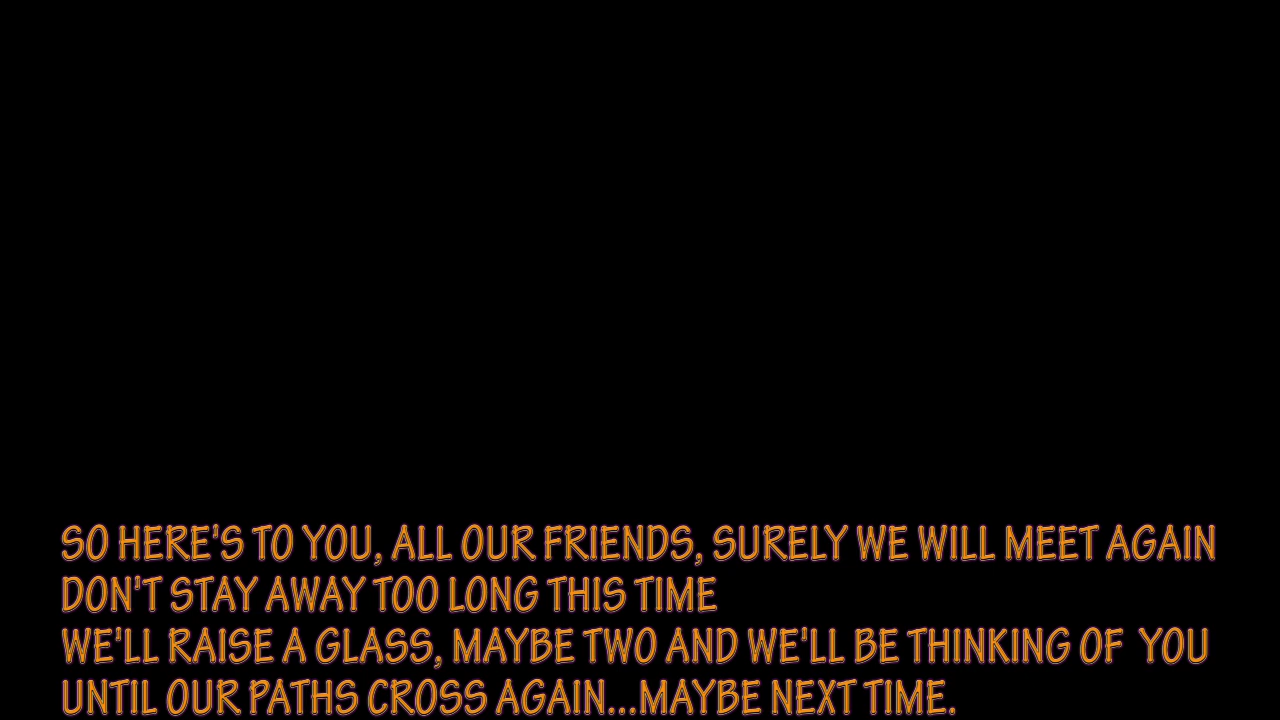 SO HERE'S TO YOU, ALL OUR FRIENDS, SURELY WE WILL MEET AGAIN
DON'T STAY AWAY TOO LONG THIS TIME
WE'LL RAISE A GLASS, MAYBE TWO AND WE'LL BE THINKING OF  YOU
UNTIL OUR PATHS CROSS AGAIN...MAYBE NEXT TIME.